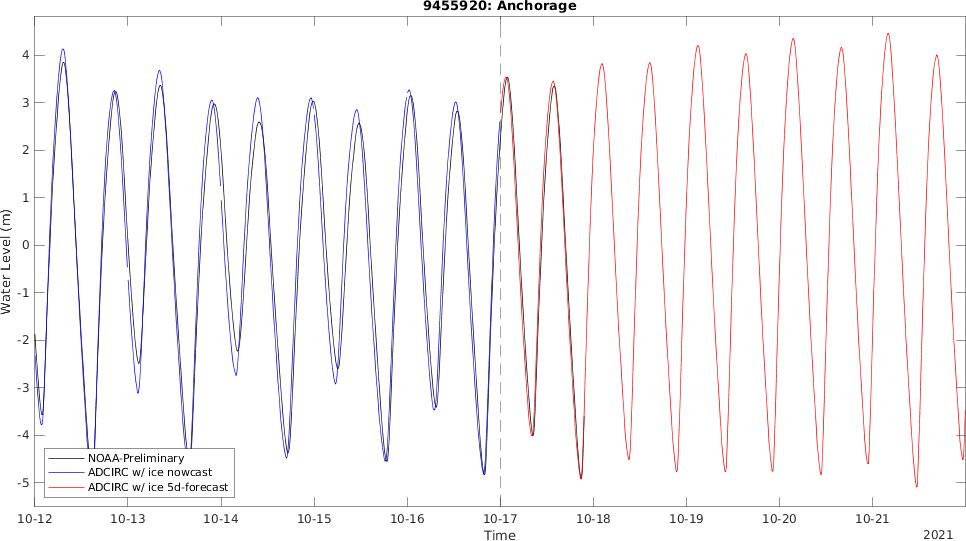 9455920: Anchorage
4
3
2
1
0
-1
-2
-3
-4
-5
Water Level (m)
NOAA-Preliminary
ADCIRC w/ ice nowcast
ADCIRC w/ ice 5d-forecast
10-12 10-13 10-14 10-15 10-16 10-17 10-18 10-19 10-20 10-21
Time
2021